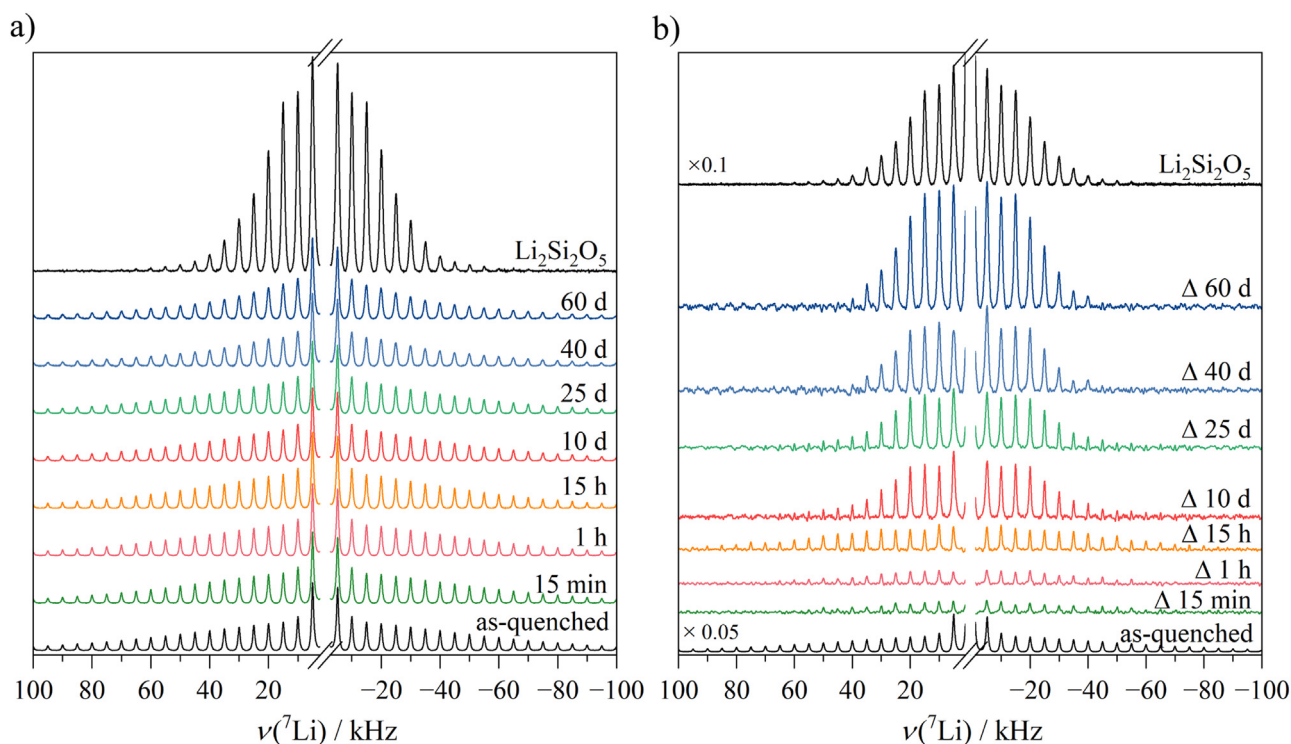 a)
Li₂Si₂O₅
60 d
40 d
25 d
10 d
15 h
1 h
15 min
as-quenched
100 80 60 40 20 −20 −40 −60 −80 −100
ν(⁷Li) / kHz
b)
×0.1
Li₂Si₂O₅
Δ 60 d
Δ 40 d
Δ 25 d
Δ 10 d
Δ 15 h
Δ 1 h
Δ 15 min
× 0.05
as-quenched
100 80 60 40 20 −20 −40 −60 −80 −100
ν(⁷Li) / kHz